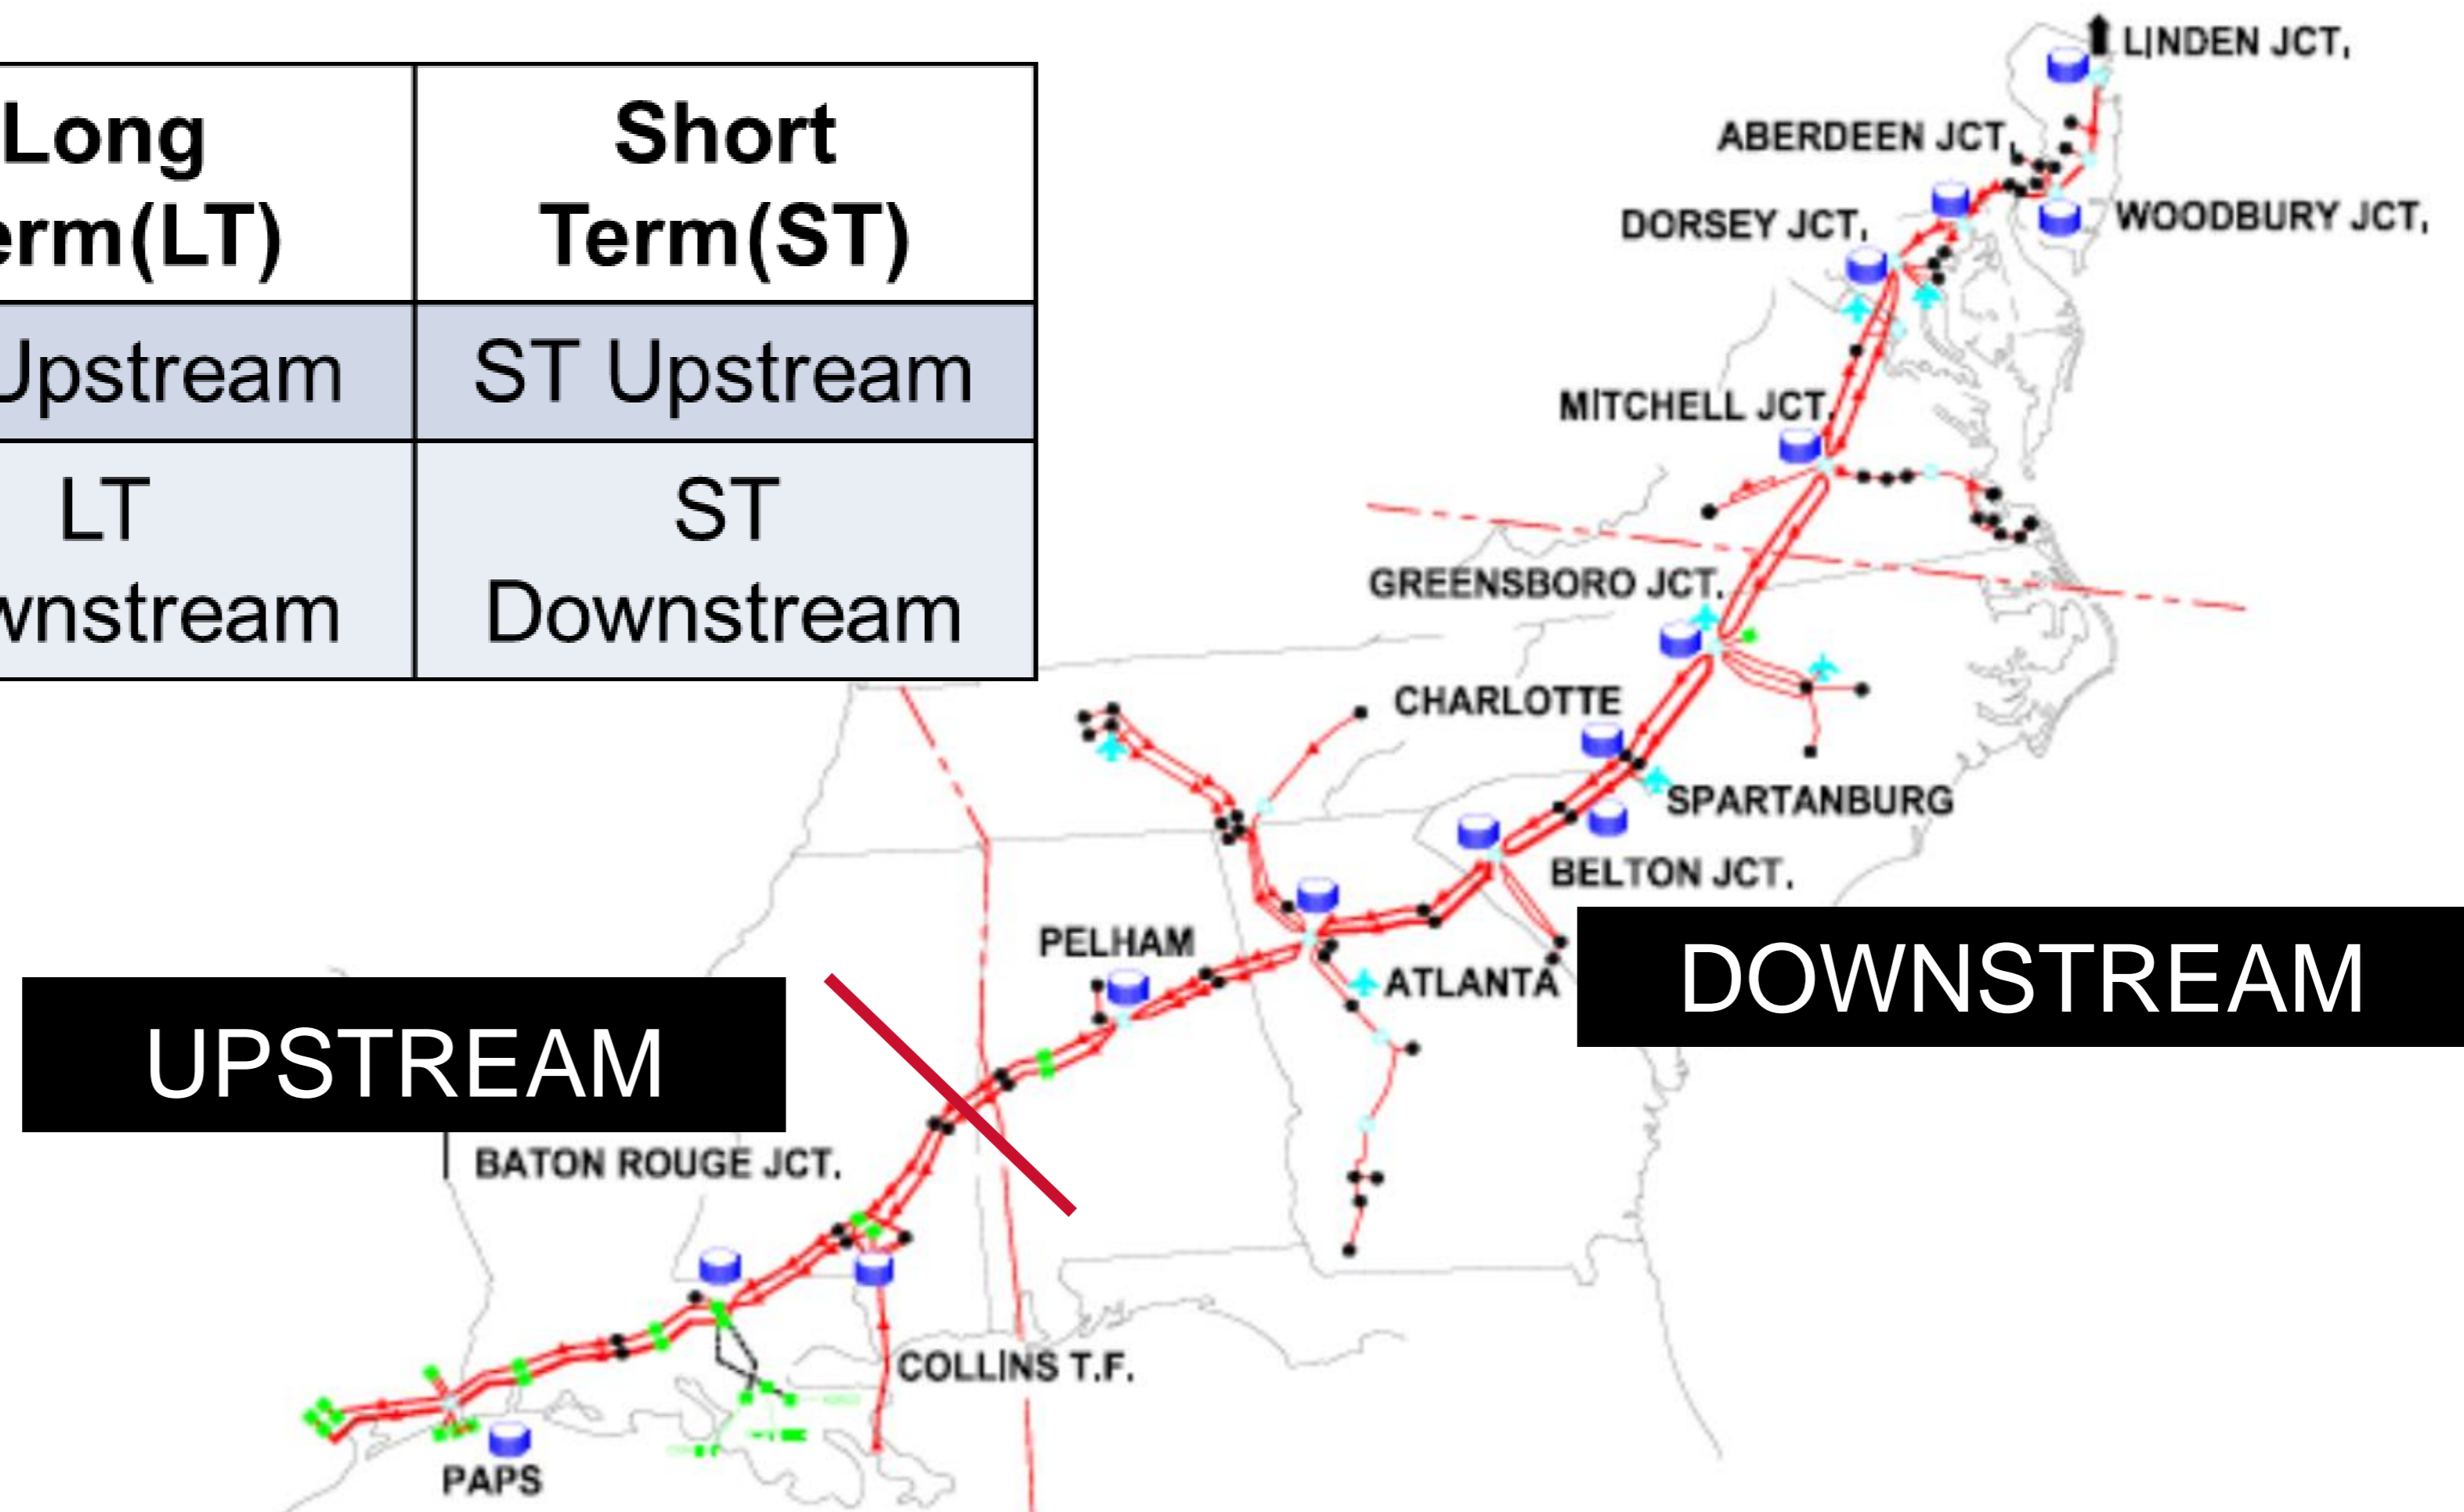 Long
erm(LT)
Short
Term(ST)
Upstream
ST Upstream
LT
wnstream
ST
Downstream
LINDEN JCT.
ABERDEEN JCT.
DORSEY JCT.
WOODBURY JCT.
MITCHELL JCT.
GREENSBORO JCT.
CHARLOTTE
SPARTANBURG
BELTON JCT.
PELHAM
ATLANTA
DOWNSTREAM
UPSTREAM
BATON ROUGE JCT.
COLLINS T.F.
PAPS